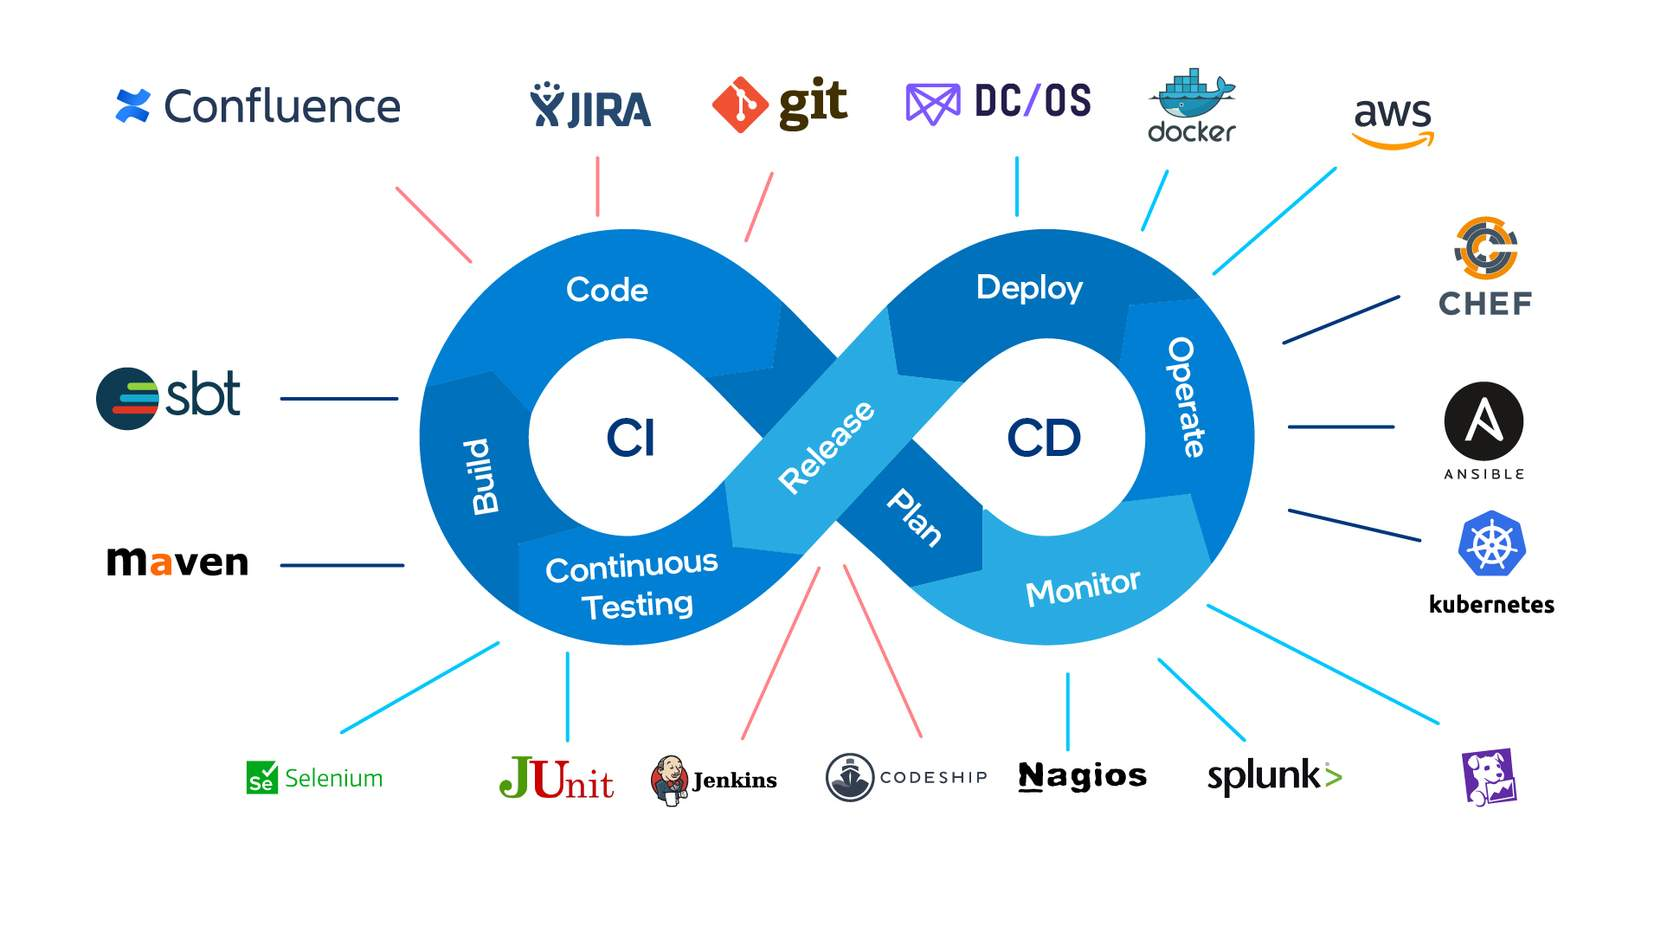 Confluence
JIRA
git
DC/OS
docker
aws
CHEF
Code
Deploy
Operate
sbt
CI
Release
CD
ANSIBLE
Build
Plan
maven
Continuous
Testing
Monitor
kubernetes
Se
Selenium
JUnit
Jenkins
CODESHIP
Nagios
splunk>